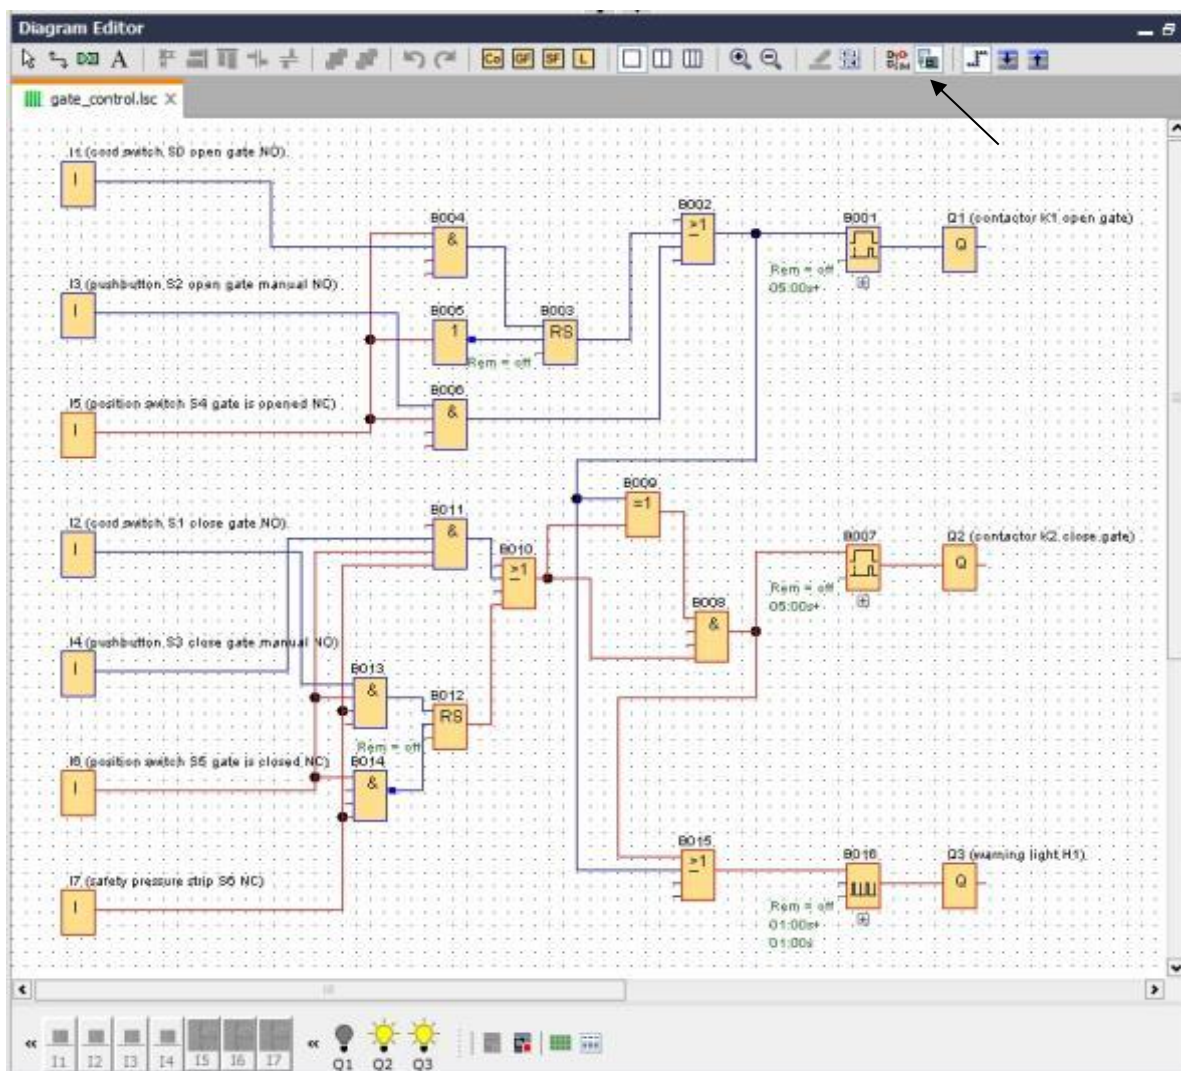 Diagram Editor
A Co GF SF L
gate_control.lsc
I1 (cord switch S0 open gate NO)
I
B004
&
B002
≥1
B001
Q1 (contactor K1 open gate)
Q
Rem = off
05:00s+
I3 (pushbutton S2 open gate manual NO)
I
B005
1
B003
RS
Rem = off
B006
&
I5 (position switch S4 gate is opened NC)
I
B009
=1
I2 (cord switch S1 close gate NO)
I
B011
&
B010
≥1
B007
Q2 (contactor K2 close gate)
Q
Rem = off
05:00s+
B008
&
I4 (pushbutton S3 close gate manual NO)
I
B013
&
B012
RS
Rem = off
I6 (position switch S5 gate is closed NC)
I
B014
&
B015
≥1
B016
Q3 (warning light H1)
Q
I7 (safety pressure strip S6 NC)
I
Rem = off
01:00s+
01:00s
I1 I2 I3 I4 I5 I6 I7 Q1 Q2 Q3